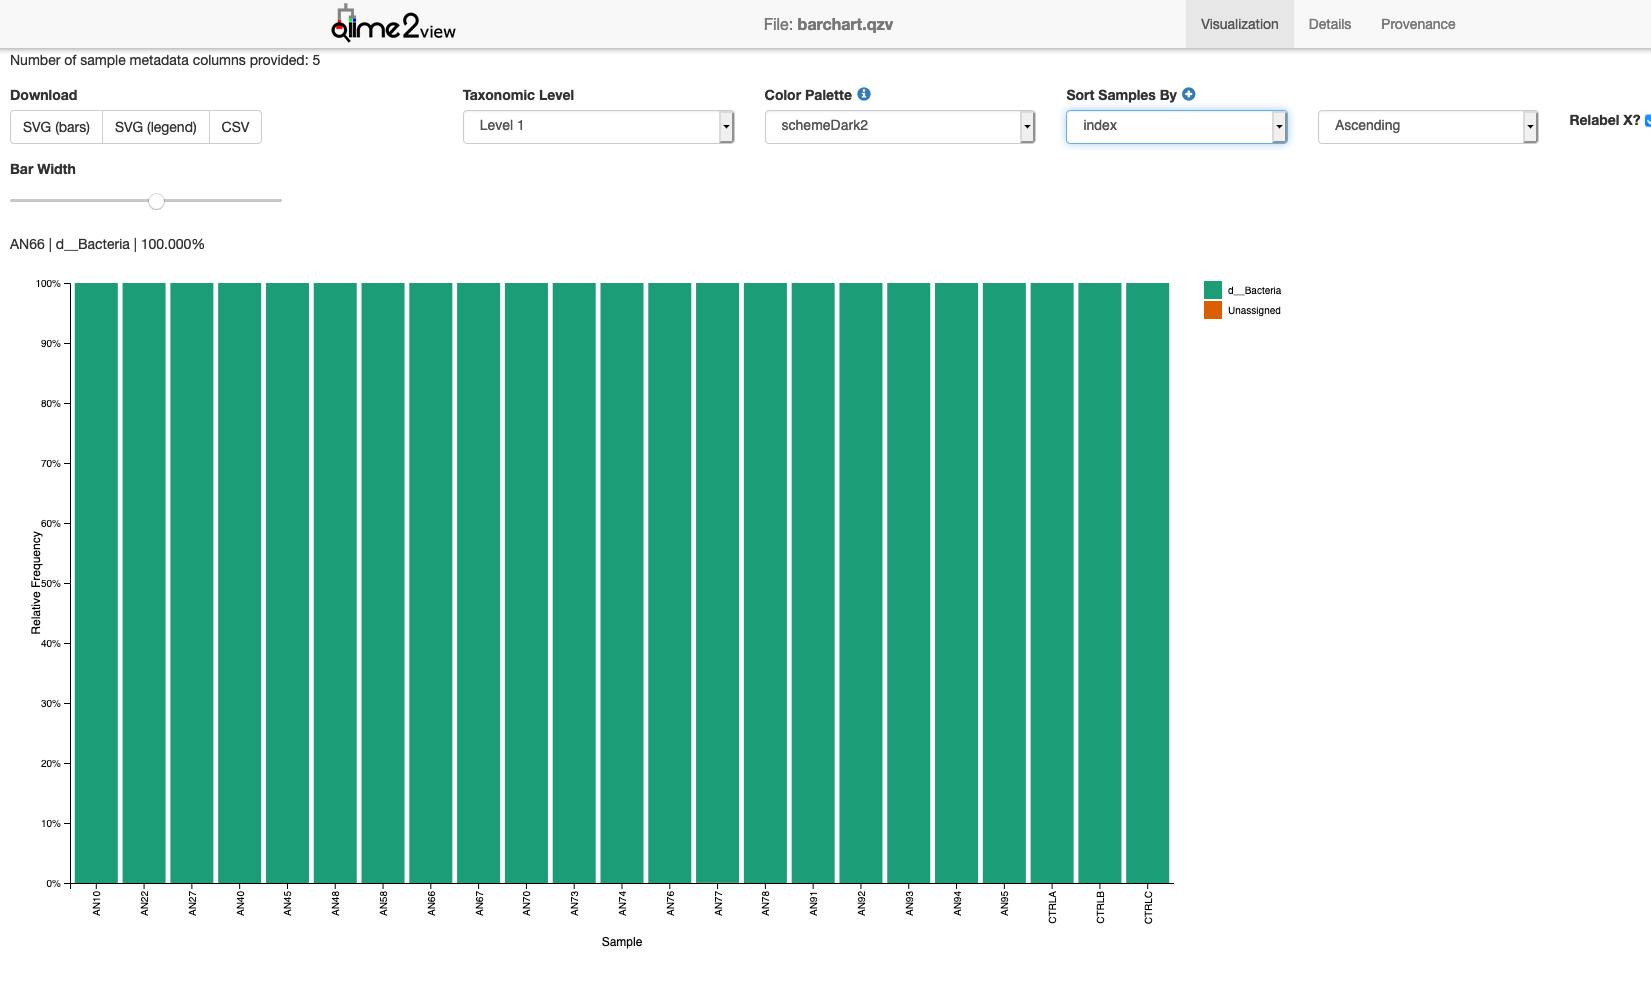 qiime2view
File: barchart.qzv
Visualization
Details
Provenance
Number of sample metadata columns provided: 5
Download
SVG (bars)
SVG (legend)
CSV
Taxonomic Level
Level 1
Color Palette
schemeDark2
Sort Samples By
index
Ascending
Relabel X?
Bar Width
AN66 | d__Bacteria | 100.000%
100%
90%
80%
70%
60%
50%
40%
30%
20%
10%
0%
Relative Frequency
d__Bacteria
Unassigned
AN10
AN22
AN27
AN40
AN45
AN48
AN58
AN66
AN67
AN70
AN73
AN74
AN76
AN77
AN78
AN91
AN92
AN93
AN94
AN95
CTRLA
CTRLB
CTRLC
Sample